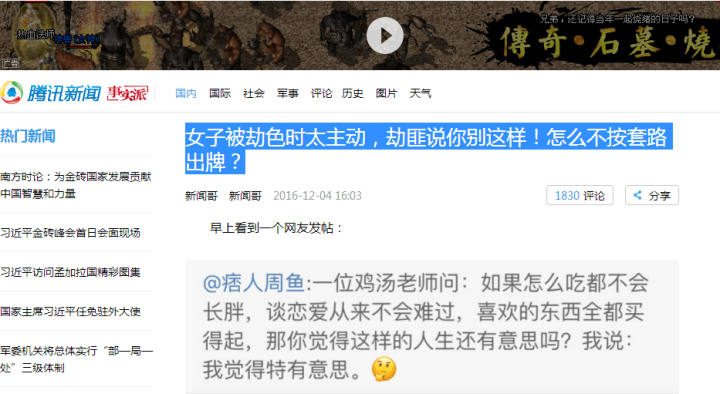 兄弟,还记得当年一起烧猪的日子吗?
热血法师
傳奇·石墓·燒
广告
腾讯新闻 事实派
国内 国际 社会 军事 评论 历史 图片 天气
热门新闻
女子被劫色时太主动，劫匪说你别这样！怎么不按套路
出牌？
新闻哥 新闻哥 2016-12-04 16:03
1830 评论 分享
南方时论：为金砖国家发展贡献
中国智慧和力量
习近平金砖峰会首日会面现场
习近平访问孟加拉国精彩图集
国家主席习近平任免驻外大使
军委机关将总体实行“部—局—
处”三级体制
早上看到一个网友发帖：
@痞人周鱼:一位鸡汤老师问：如果怎么吃都不会
长胖，谈恋爱从来不会难过，喜欢的东西全都买
得起，那你觉得这样的人生还有意思吗？我说：
我觉得特有意思。🤔